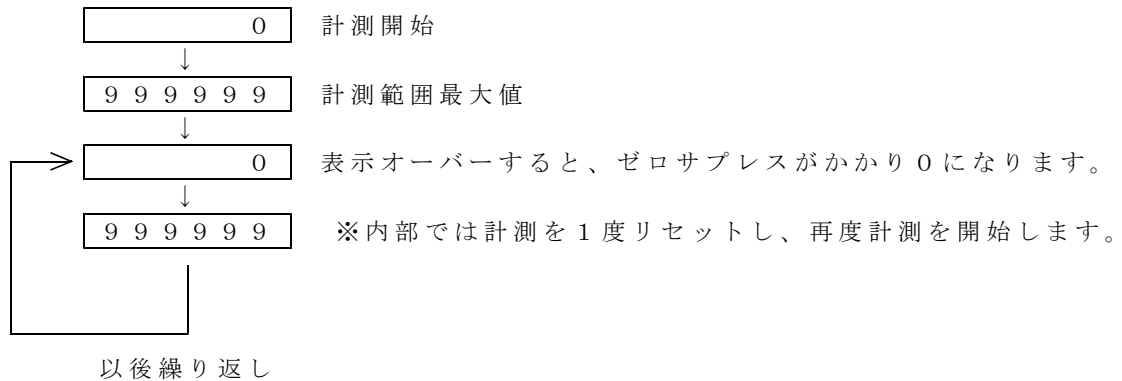 0 計測開始
↓
999999 計測範囲最大値
↓
0 表示オーバーすると、ゼロサプレスがかかり0になります。
↓
999999 ※内部では計測を1度リセットし、再度計測を開始します。
以後繰り返し